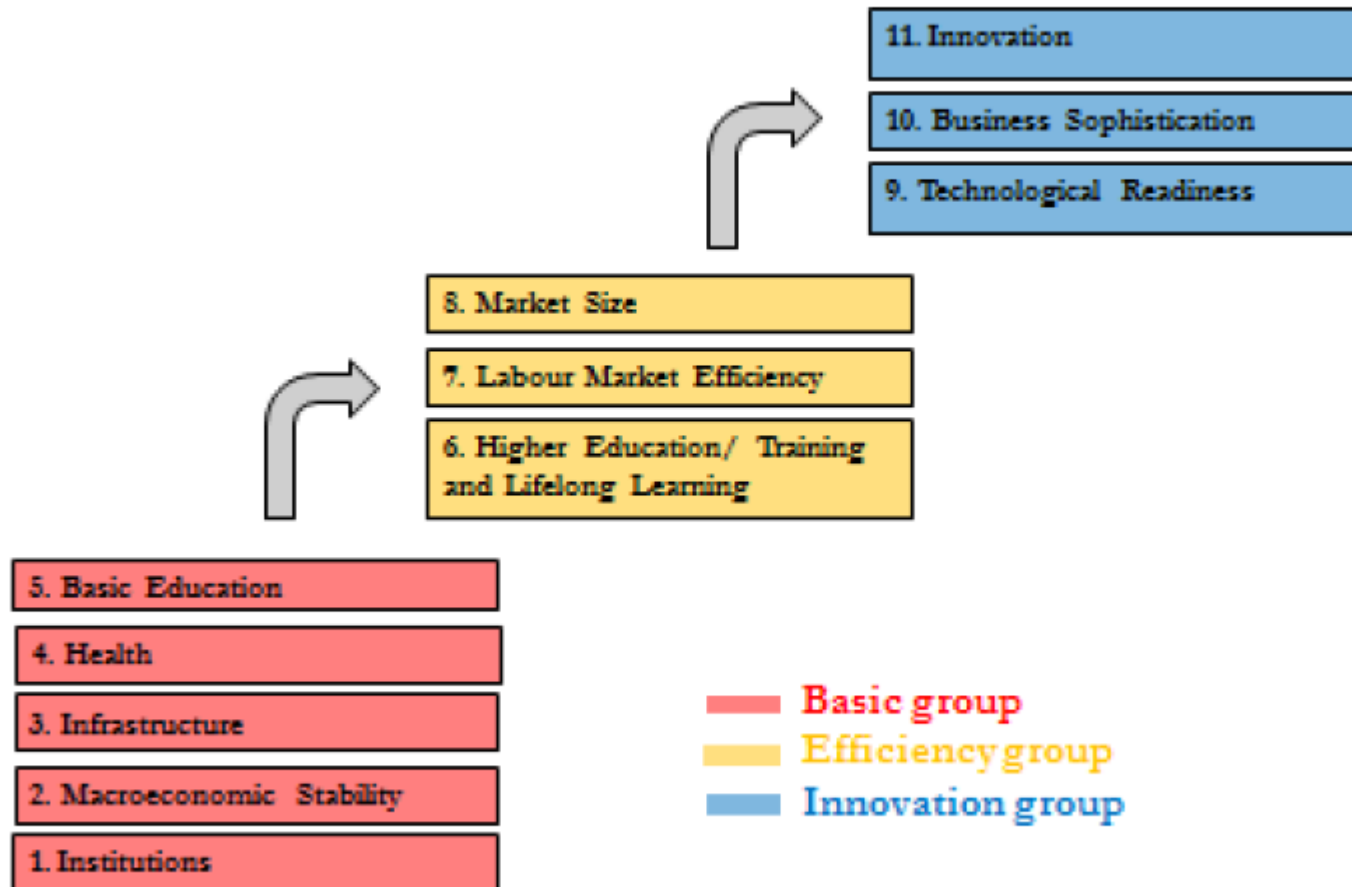 11. Innovation
10. Business Sophistication
9. Technological Readiness
8. Market Size
7. Labour Market Efficiency
6. Higher Education/ Training
and Lifelong Learning
5. Basic Education
4. Health
3. Infrastructure
2. Macroeconomic Stability
1. Institutions
Basic group
Efficiency group
Innovation group